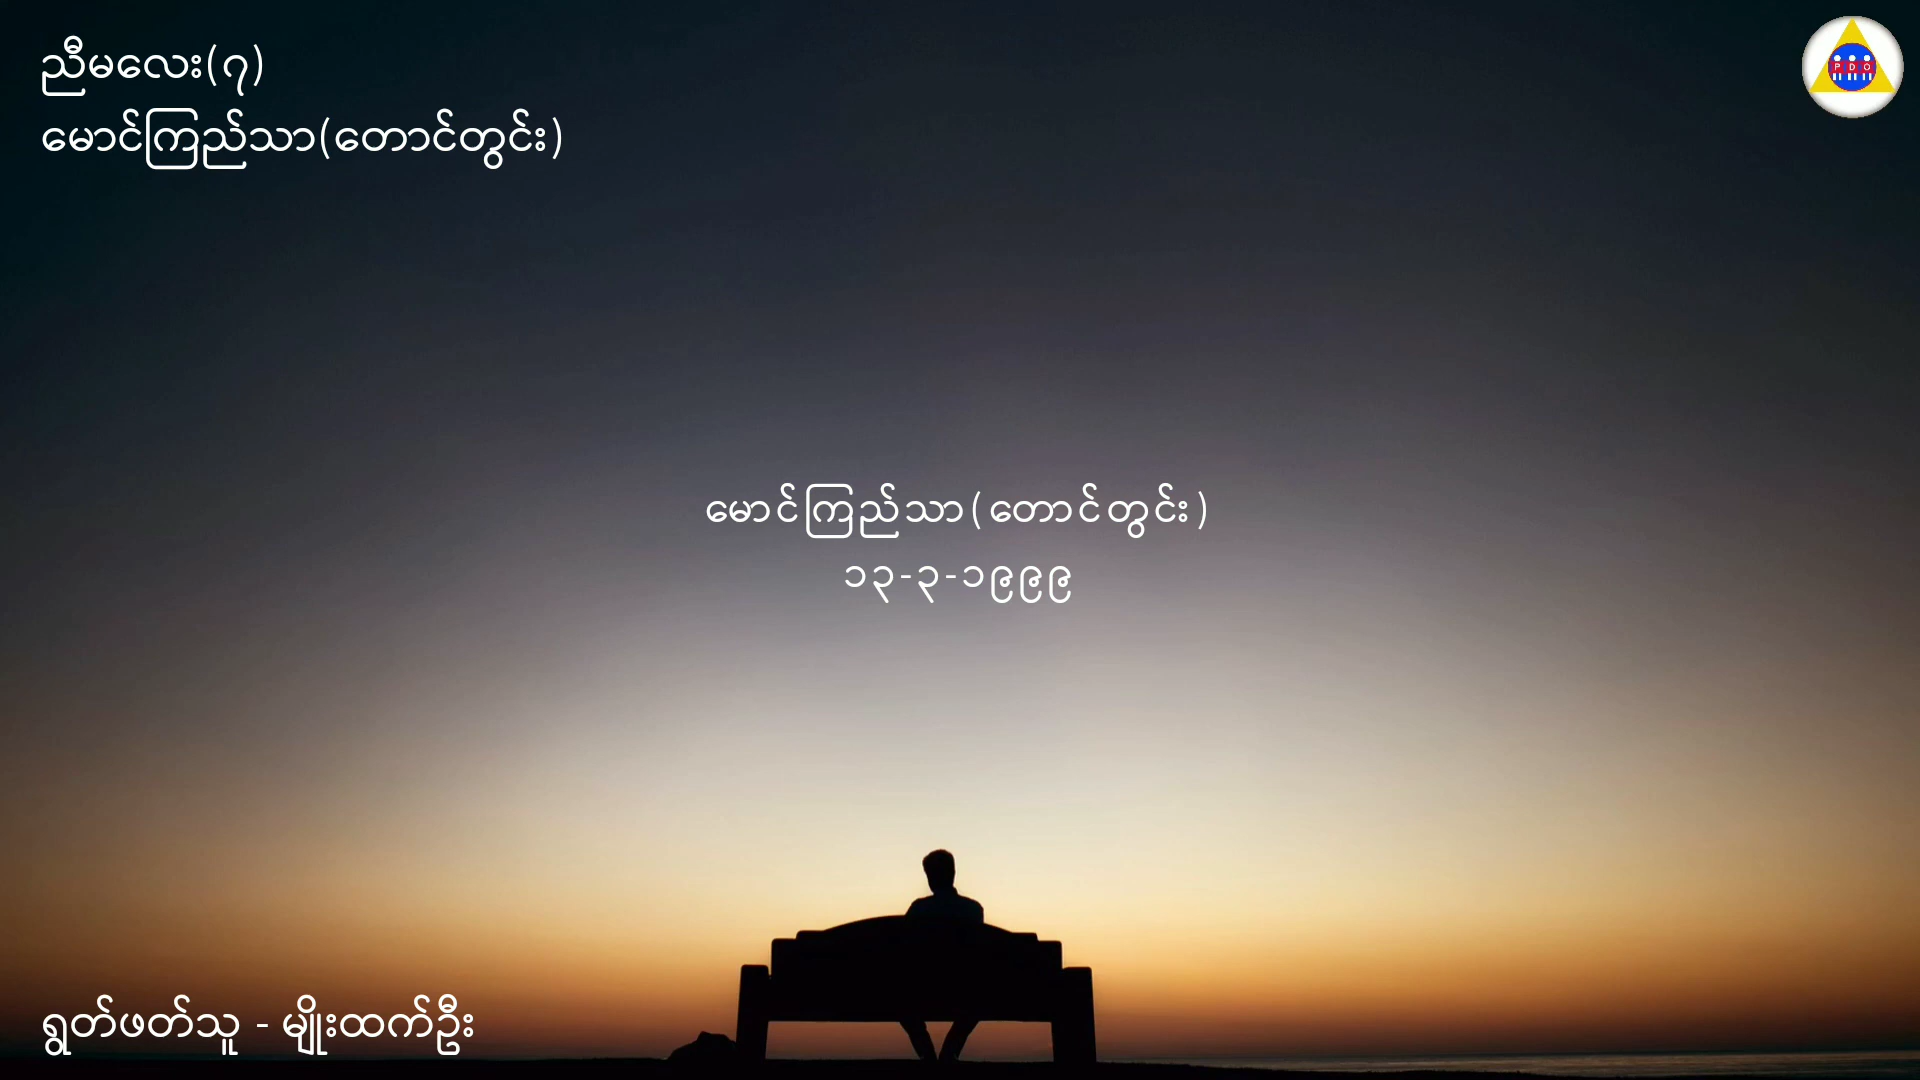 ညီမလေး(၇)
မောင်ကြည်သာ(တောင်တွင်း)
PDO
မောင်ကြည်သာ(တောင်တွင်း)
၁၃-၃-၁၉၉၉
ရွတ်ဖတ်သူ - မျိုးထက်ဦး